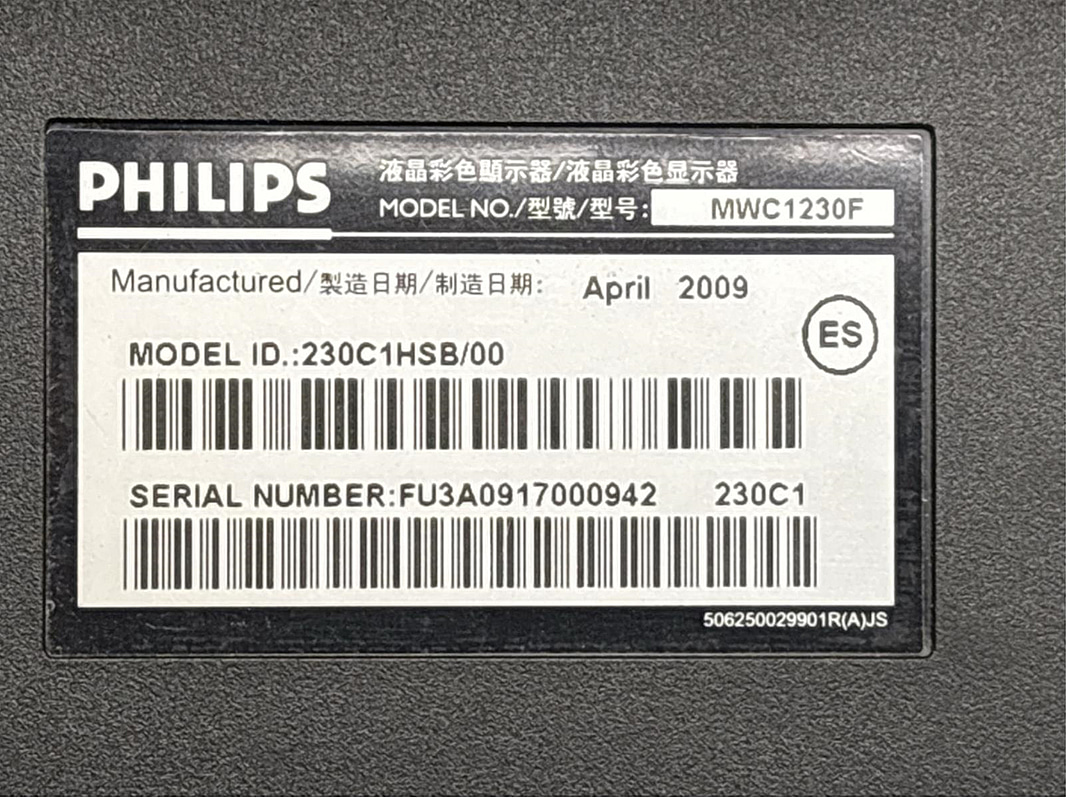 PHILIPS
液晶彩色顯示器/液晶彩色显示器
MODEL NO./型號/型号: MWC1230F
Manufactured/製造日期/制造日期: April 2009
ES
MODEL ID.:230C1HSB/00
SERIAL NUMBER:FU3A0917000942 230C1
506250029901R(A)JS